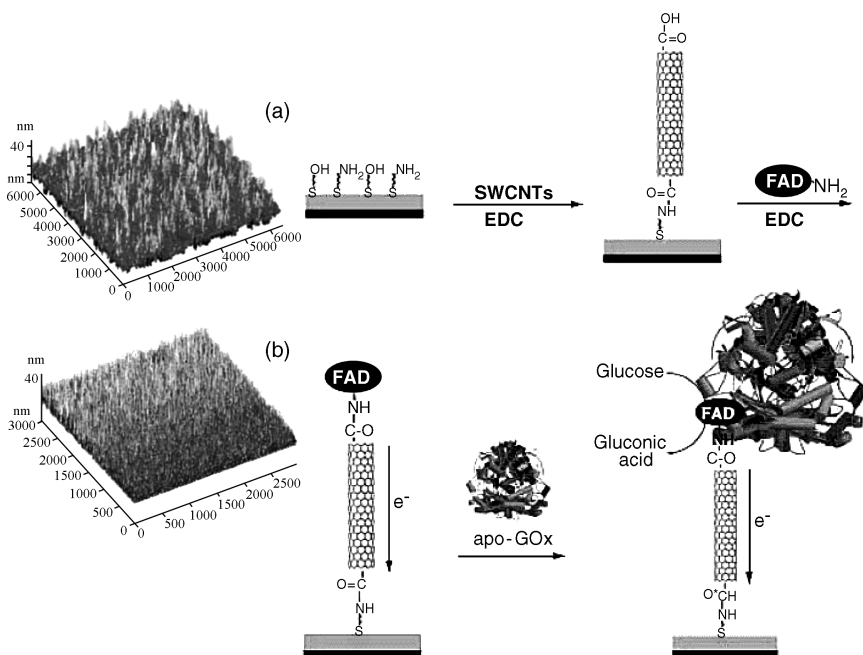 (a)
nm
40
nm
6000
5000
4000
3000
2000
1000
0
0
1000
2000
3000
4000
5000
6000
OH NH2 OH NH2
S S S S
SWCNTs
EDC
OH
C=O
O=C
NH
S
FAD NH2
EDC
(b)
nm
40
nm
3000
2500
2000
1500
1000
500
0
0
500
1000
1500
2000
2500
FAD
NH
C-O
e-
O=C
NH
S
apo-GOx
Glucose
FAD
Gluconic
acid
NH
C-O
e-
O*CH
NH
S